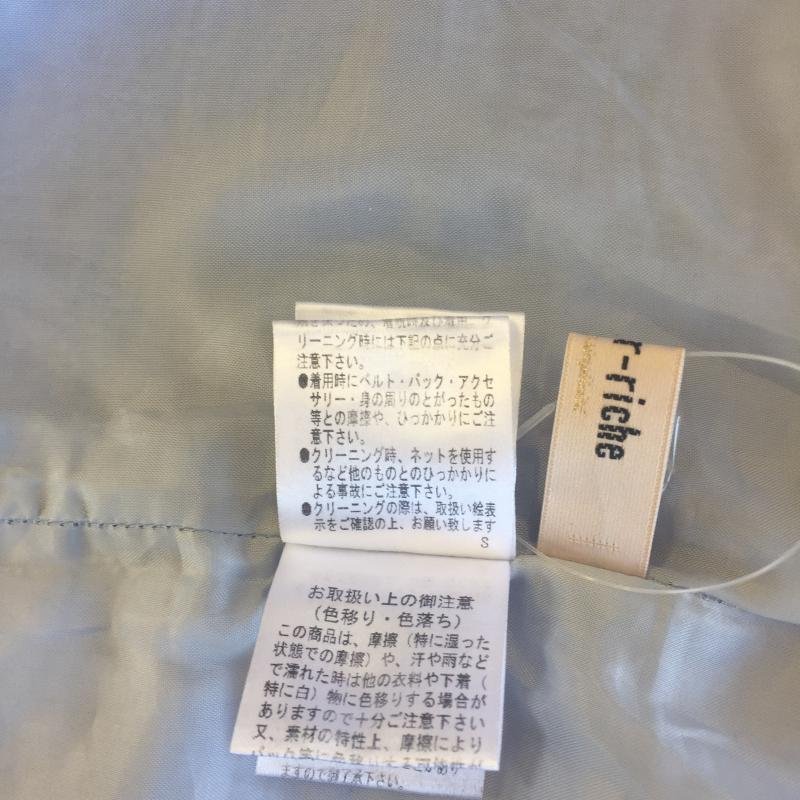 リーニング時には下記の点に充分ご
注意下さい。
●着用時にベルト・バック・アクセ
サリー・身の周りのとがったもの
等との摩擦や、ひっかかりにご注
意下さい。
●クリーニング時、ネットを使用す
るなど他のものとのひっかかりに
よる事故にご注意下さい。
●クリーニングの際は、取扱い絵表
示をご確認の上、お願い致します
S
r-riche
お取扱い上の御注意
(色移り・色落ち)
この商品は、摩擦(特に湿った
状態での摩擦)や、汗や雨など
で濡れた時は他の衣料や下着(
特に白)物に色移りする場合が
ありますので十分ご注意下さい
又、素材の特性上、摩擦により
ますので御了承下さい。